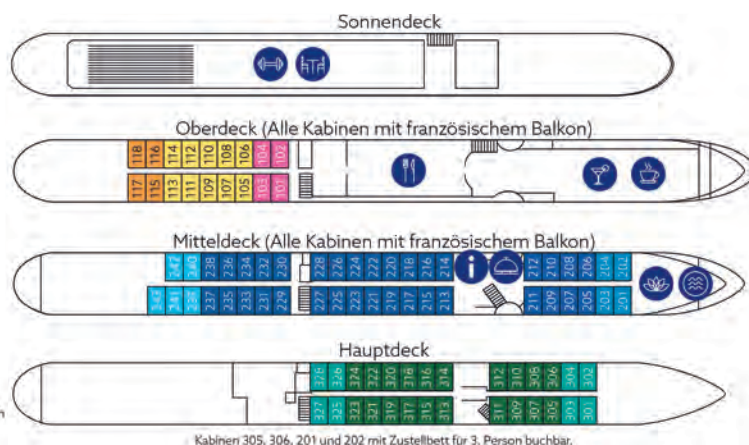 Sonnendeck
Oberdeck (Alle Kabinen mit französischem Balkon)
118 116 114 112 110 108 106 104 102
117 115 113 111 109 107 105 103 101
Mitteldeck (Alle Kabinen mit französischem Balkon)
242 240 238 236 234 232 230 228 226 224 222 220 218 216 214 212 210 208 206 204 202
243 241 239 237 235 233 231 229 227 225 223 221 219 217 215 213 211 209 207 205 203 201
Hauptdeck
328 326 324 322 320 318 316 314 312 310 308 306 304 302
327 325 323 321 319 317 315 313 311 309 307 305 303 301
Kabinen 305, 306, 201 und 202 mit Zustellbett für 3. Person buchbar.